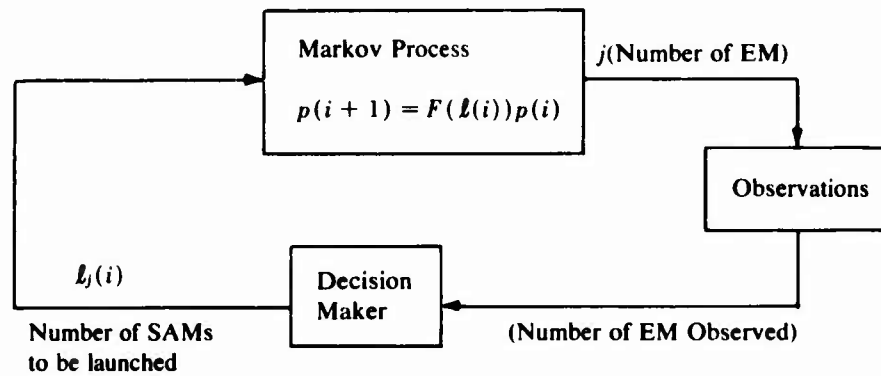 Markov Process
p(i + 1) = F(ℓ(i))p(i)
j(Number of EM)
Observations
(Number of EM Observed)
Decision
Maker
ℓj(i)
Number of SAMs
to be launched